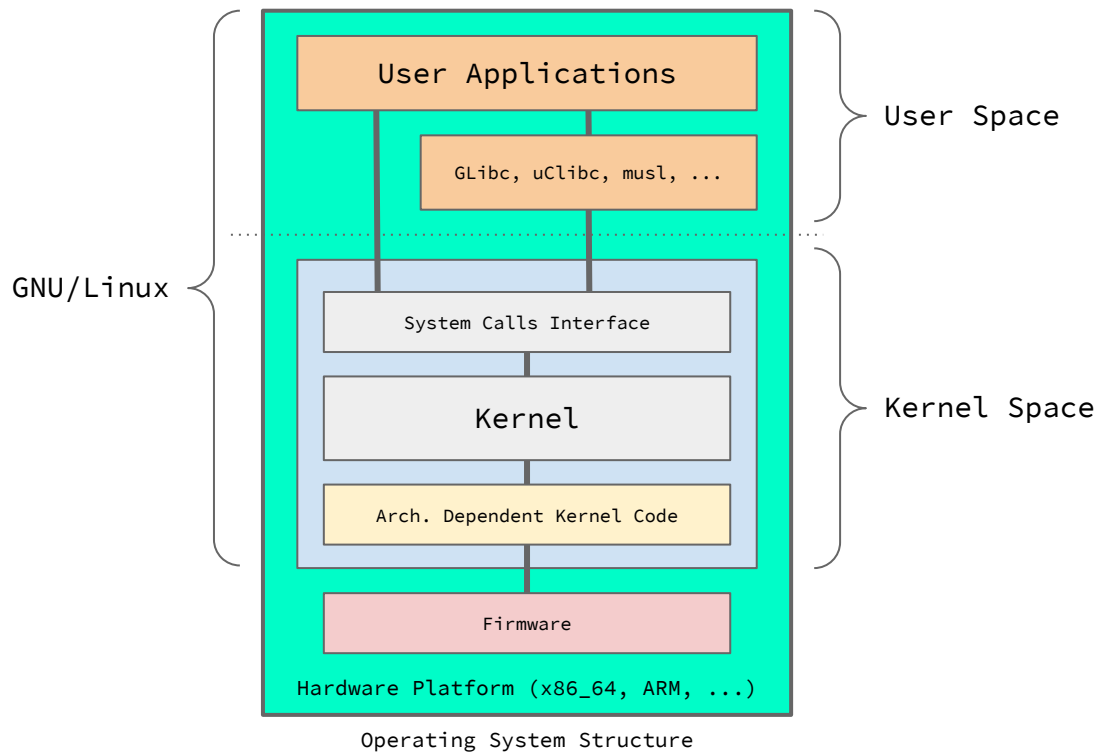 User Applications
User Space
GLibc, uClibc, musl, ...
GNU/Linux
System Calls Interface
Kernel
Kernel Space
Arch. Dependent Kernel Code
Firmware
Hardware Platform (x86_64, ARM, ...)
Operating System Structure